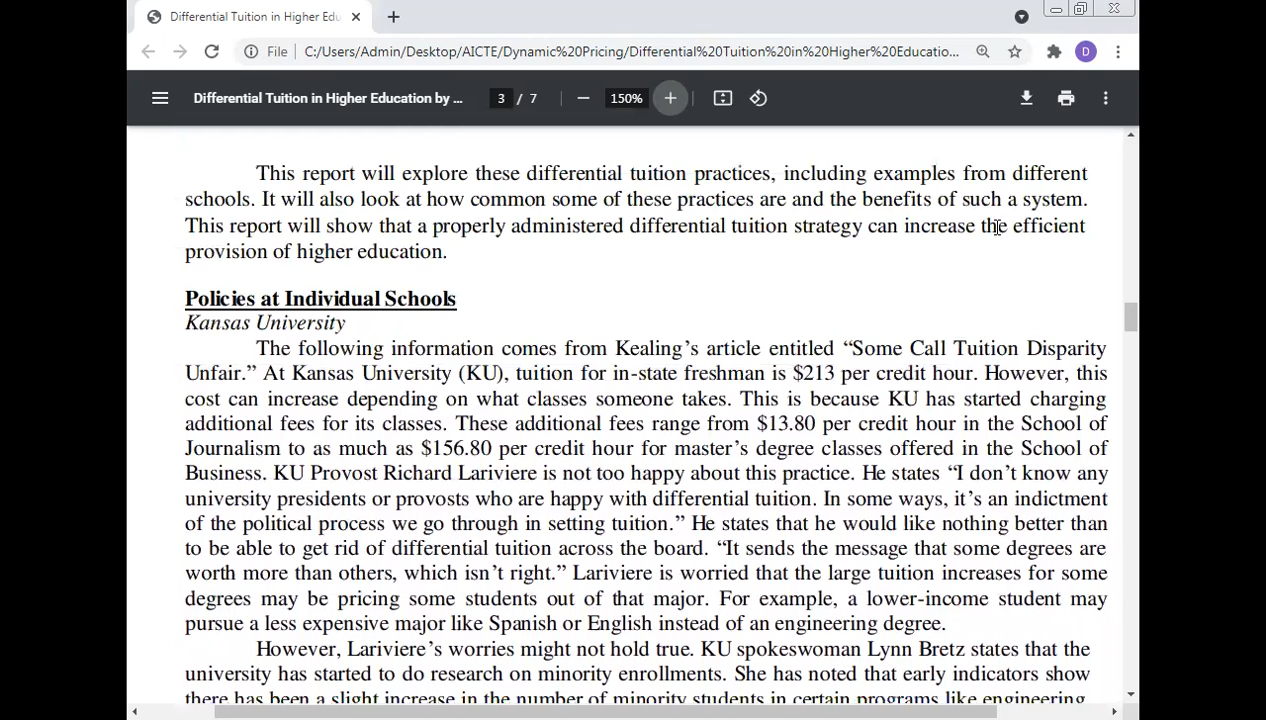 Differential Tuition in Higher Edu
File C:/Users/Admin/Desktop/AICTE/Dynamic%20Pricing/Differential%20Tuition%20in%20Higher%20Educatio... D
Differential Tuition in Higher Education by ... 3 / 7 150%
This report will explore these differential tuition practices, including examples from different
schools. It will also look at how common some of these practices are and the benefits of such a system.
This report will show that a properly administered differential tuition strategy can increase the efficient
provision of higher education.
Policies at Individual Schools
Kansas University
The following information comes from Kealing’s article entitled “Some Call Tuition Disparity
Unfair.” At Kansas University (KU), tuition for in-state freshman is $213 per credit hour. However, this
cost can increase depending on what classes someone takes. This is because KU has started charging
additional fees for its classes. These additional fees range from $13.80 per credit hour in the School of
Journalism to as much as $156.80 per credit hour for master’s degree classes offered in the School of
Business. KU Provost Richard Lariviere is not too happy about this practice. He states “I don’t know any
university presidents or provosts who are happy with differential tuition. In some ways, it’s an indictment
of the political process we go through in setting tuition.” He states that he would like nothing better than
to be able to get rid of differential tuition across the board. “It sends the message that some degrees are
worth more than others, which isn’t right.” Lariviere is worried that the large tuition increases for some
degrees may be pricing some students out of that major. For example, a lower-income student may
pursue a less expensive major like Spanish or English instead of an engineering degree.
However, Lariviere’s worries might not hold true. KU spokeswoman Lynn Bretz states that the
university has started to do research on minority enrollments. She has noted that early indicators show
there has been a slight increase in the number of minority students in certain programs like engineering,